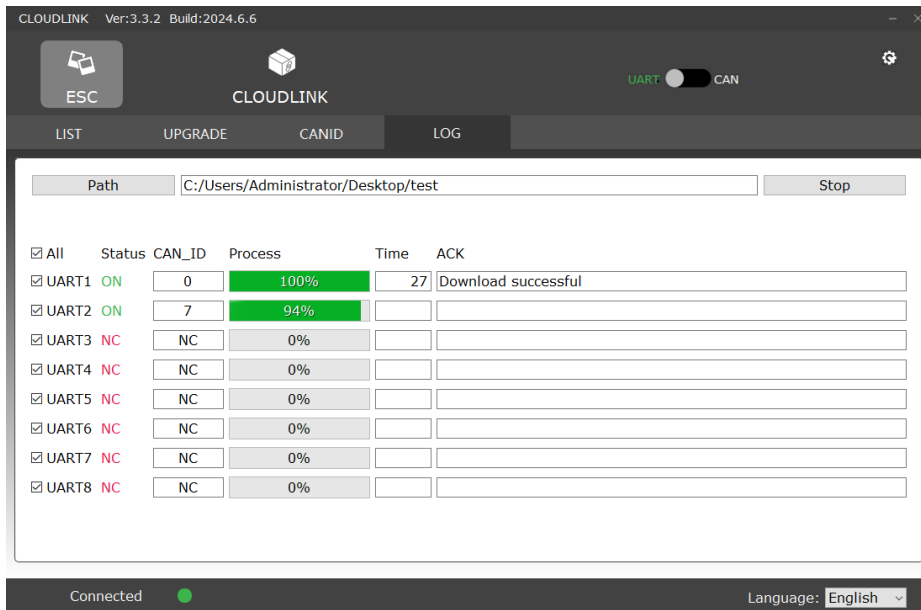 CLOUDLINK Ver:3.3.2 Build:2024.6.6
ESC
CLOUDLINK
UART CAN
LIST UPGRADE CANID LOG
Path C:/Users/Administrator/Desktop/test Stop
All Status CAN_ID Process Time ACK
UART1 ON 0 100% 27 Download successful
UART2 ON 7 94%
UART3 NC NC 0%
UART4 NC NC 0%
UART5 NC NC 0%
UART6 NC NC 0%
UART7 NC NC 0%
UART8 NC NC 0%
Connected Language: English